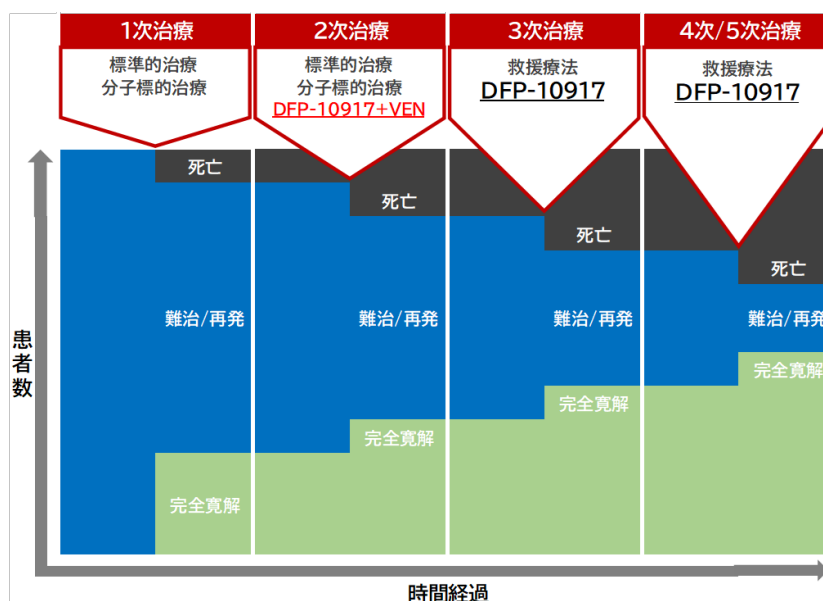 1次治療
標準的治療
分子標的治療
2次治療
標準的治療
分子標的治療
DFP-10917+VEN
3次治療
救援療法
DFP-10917
4次/5次治療
救援療法
DFP-10917
死亡
死亡
死亡
死亡
難治/再発
難治/再発
難治/再発
難治/再発
完全寛解
完全寛解
完全寛解
完全寛解
患者数
時間経過